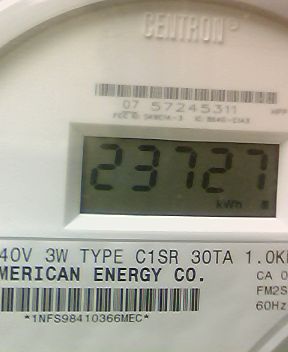 CENTRON
07 57245311
23727
kWh
40V 3W TYPE C1SR 30TA 1.0K
MERICAN ENERGY CO.
CA 0
FM2S
60Hz
*1NFS98410366MEC*